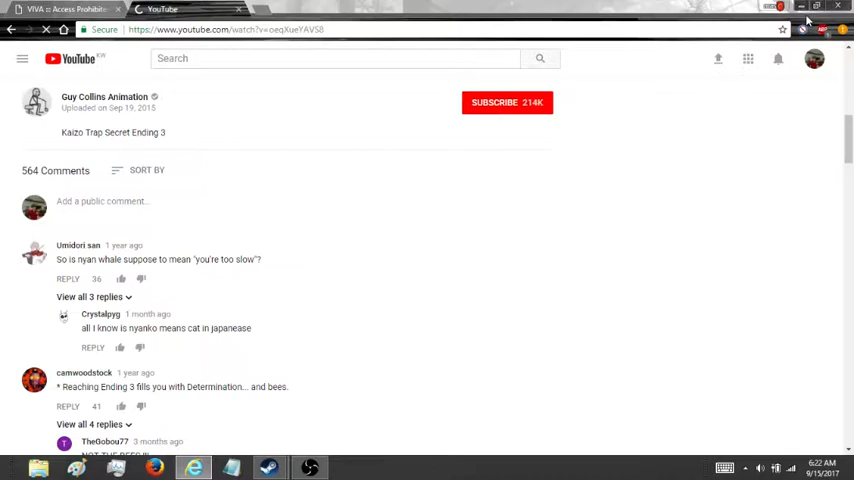 VIVA :: Access Prohibite
YouTube
Secure
https://www.youtube.com/watch?v=oeqXueYAVS8
YouTube KW
Search
Guy Collins Animation
Uploaded on Sep 19, 2015
SUBSCRIBE 214K
Kaizo Trap Secret Ending 3
564 Comments
SORT BY
Add a public comment...
Umidori san 1 year ago
So is nyan whale suppose to mean "you're too slow"?
REPLY 36
View all 3 replies
Crystalpyg 1 month ago
all I know is nyanko means cat in japanease
REPLY
camwoodstock 1 year ago
* Reaching Ending 3 fills you with Determination... and bees.
REPLY 41
View all 4 replies
T
TheGobou77 3 months ago
NOT THE BEES !!!
6:22 AM
9/15/2017